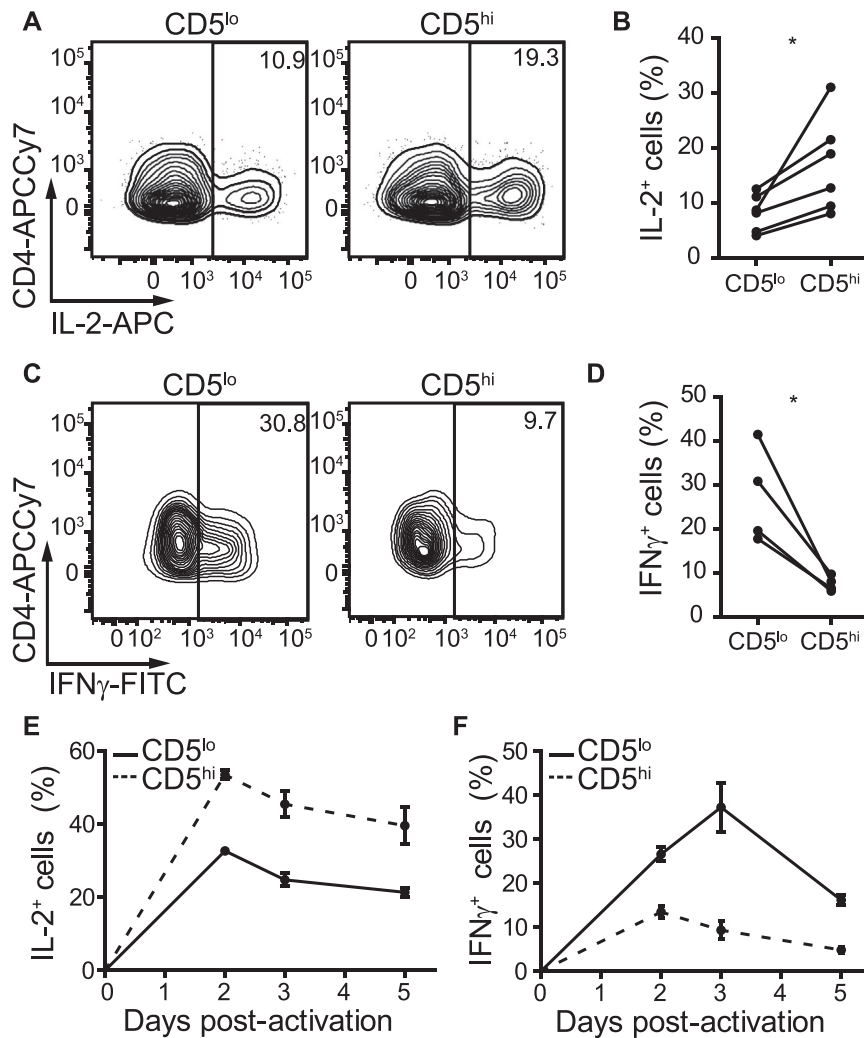 A
CD5lo
CD5hi
10.9
19.3
10⁵
10⁴
10³
0
10⁵
10⁴
10³
0
CD4-APCCy7
0 10³ 10⁴ 10⁵
0 10³ 10⁴ 10⁵
IL-2-APC
B
*
40
30
20
10
0
IL-2⁺ cells (%)
CD5lo CD5hi
C
CD5lo
CD5hi
30.8
9.7
10⁵
10⁴
10³
0
10⁵
10⁴
10³
0
CD4-APCCy7
0 10² 10³ 10⁴ 10⁵
0 10² 10³ 10⁴ 10⁵
IFNγ-FITC
D
*
50
40
30
20
10
0
IFNγ⁺ cells (%)
CD5lo CD5hi
E
CD5lo
CD5hi
60
40
20
0
IL-2⁺ cells (%)
0 1 2 3 4 5
Days post-activation
F
CD5lo
CD5hi
50
40
30
20
10
0
IFNγ⁺ cells (%)
0 1 2 3 4 5
Days post-activation